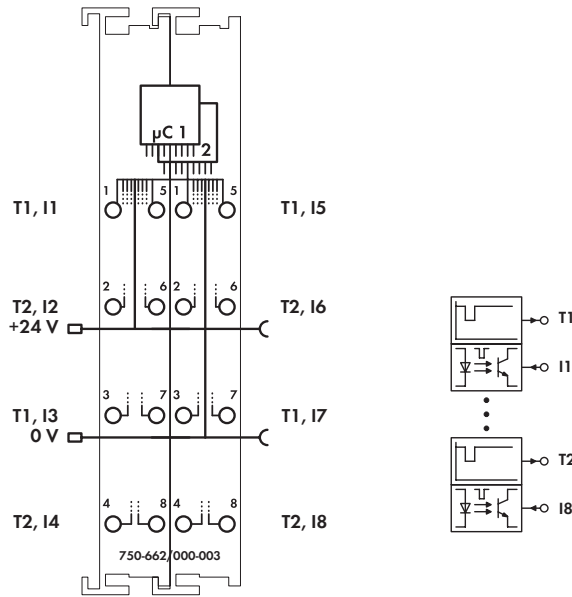 µC 1
2
1 5 1 5
T1, I1
T1, I5
2 6 2 6
T2, I2
T2, I6
+24 V
3 7 3 7
T1, I3
T1, I7
0 V
4 8 4 8
T2, I4
T2, I8
750-662/000-003
T1
I1
T2
I8